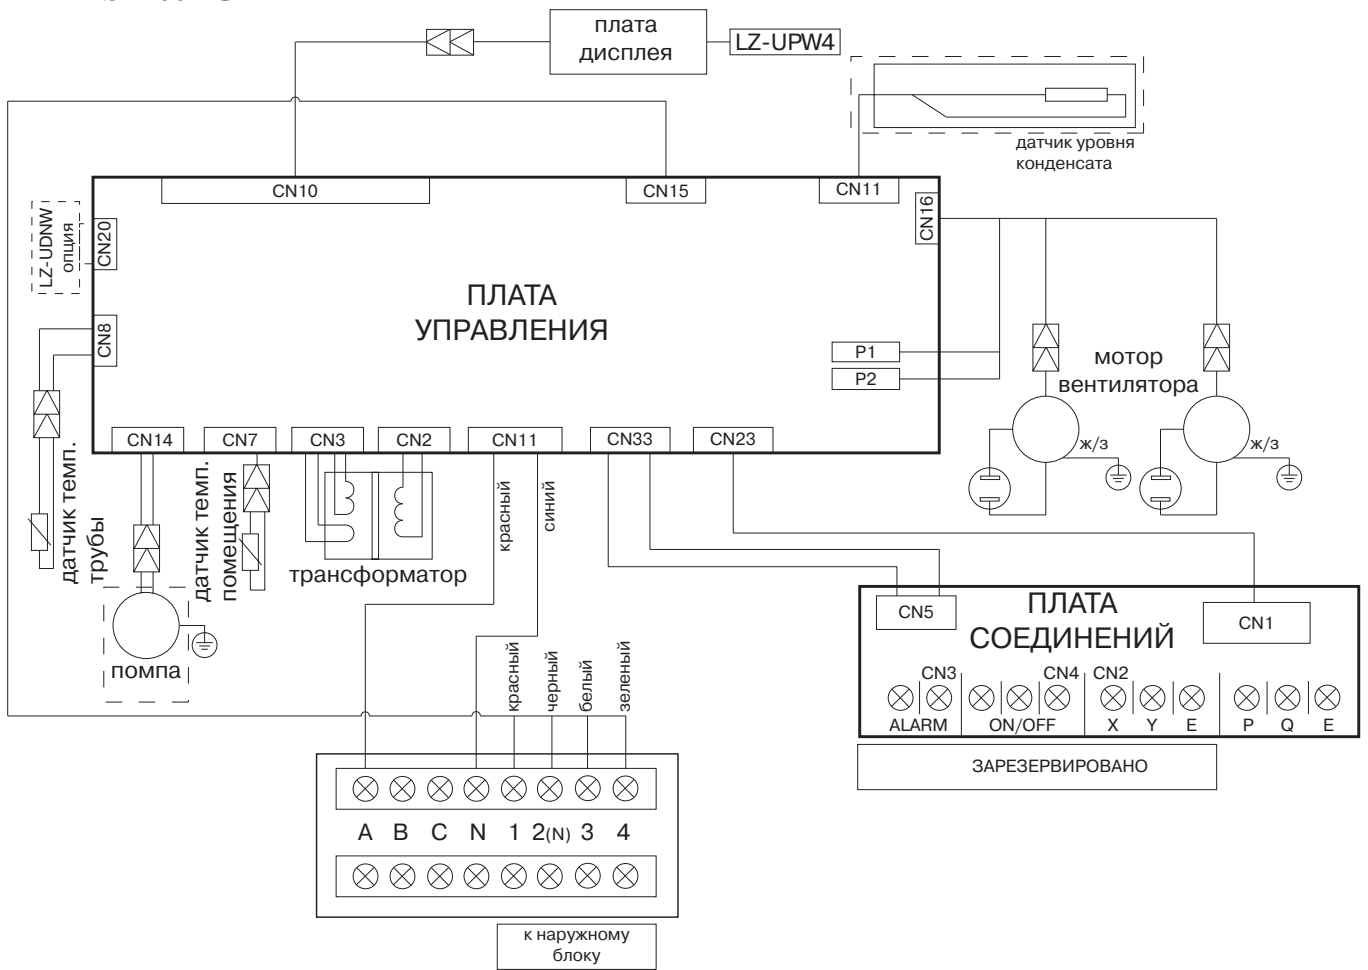 плата
дисплея
LZ-UPW4
датчик уровня
конденсата
CN10
CN15
CN11
CN16
LZ-UDNW
опция
CN20
CN8
ПЛАТА
УПРАВЛЕНИЯ
P1
P2
мотор
вентилятора
ж/з
ж/з
CN14
CN7
CN3
CN2
CN11
CN33
CN23
датчик темп.
трубы
датчик темп.
помещения
трансформатор
красный
синий
помпа
красный
черный
белый
зеленый
ПЛАТА
СОЕДИНЕНИЙ
CN5
CN1
CN3
CN4
CN2
ALARM
ON/OFF
X Y E
P Q E
ЗАРЕЗЕРВИРОВАНО
A B C N 1 2(N) 3 4
к наружному
блоку